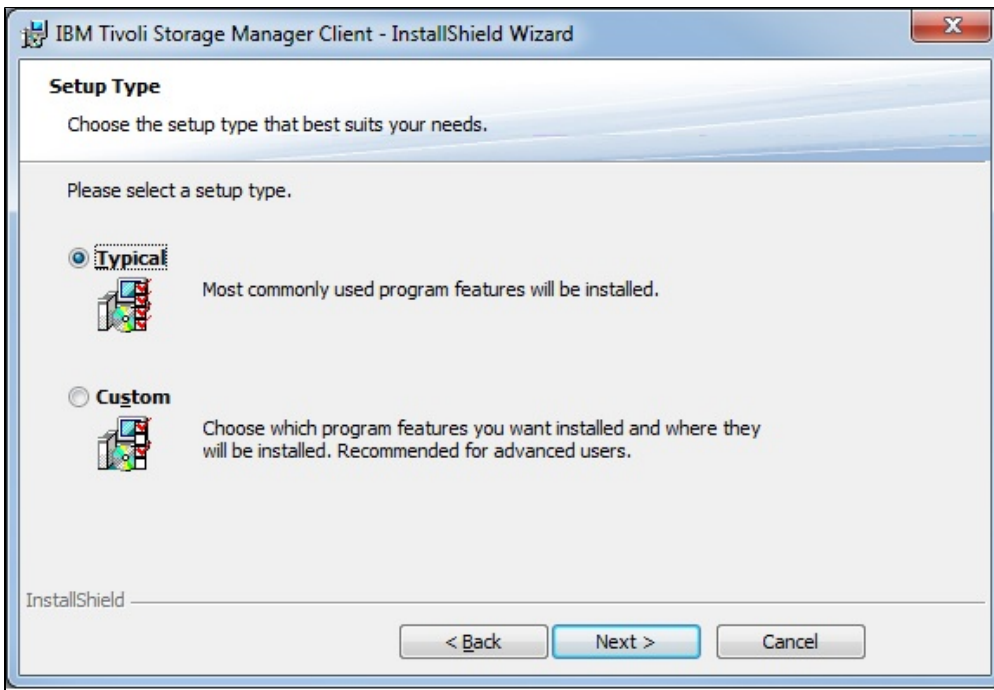 IBM Tivoli Storage Manager Client - InstallShield Wizard
x
Setup Type
Choose the setup type that best suits your needs.
Please select a setup type.
Typical
Most commonly used program features will be installed.
Custom
Choose which program features you want installed and where they
will be installed. Recommended for advanced users.
InstallShield
< Back Next > Cancel